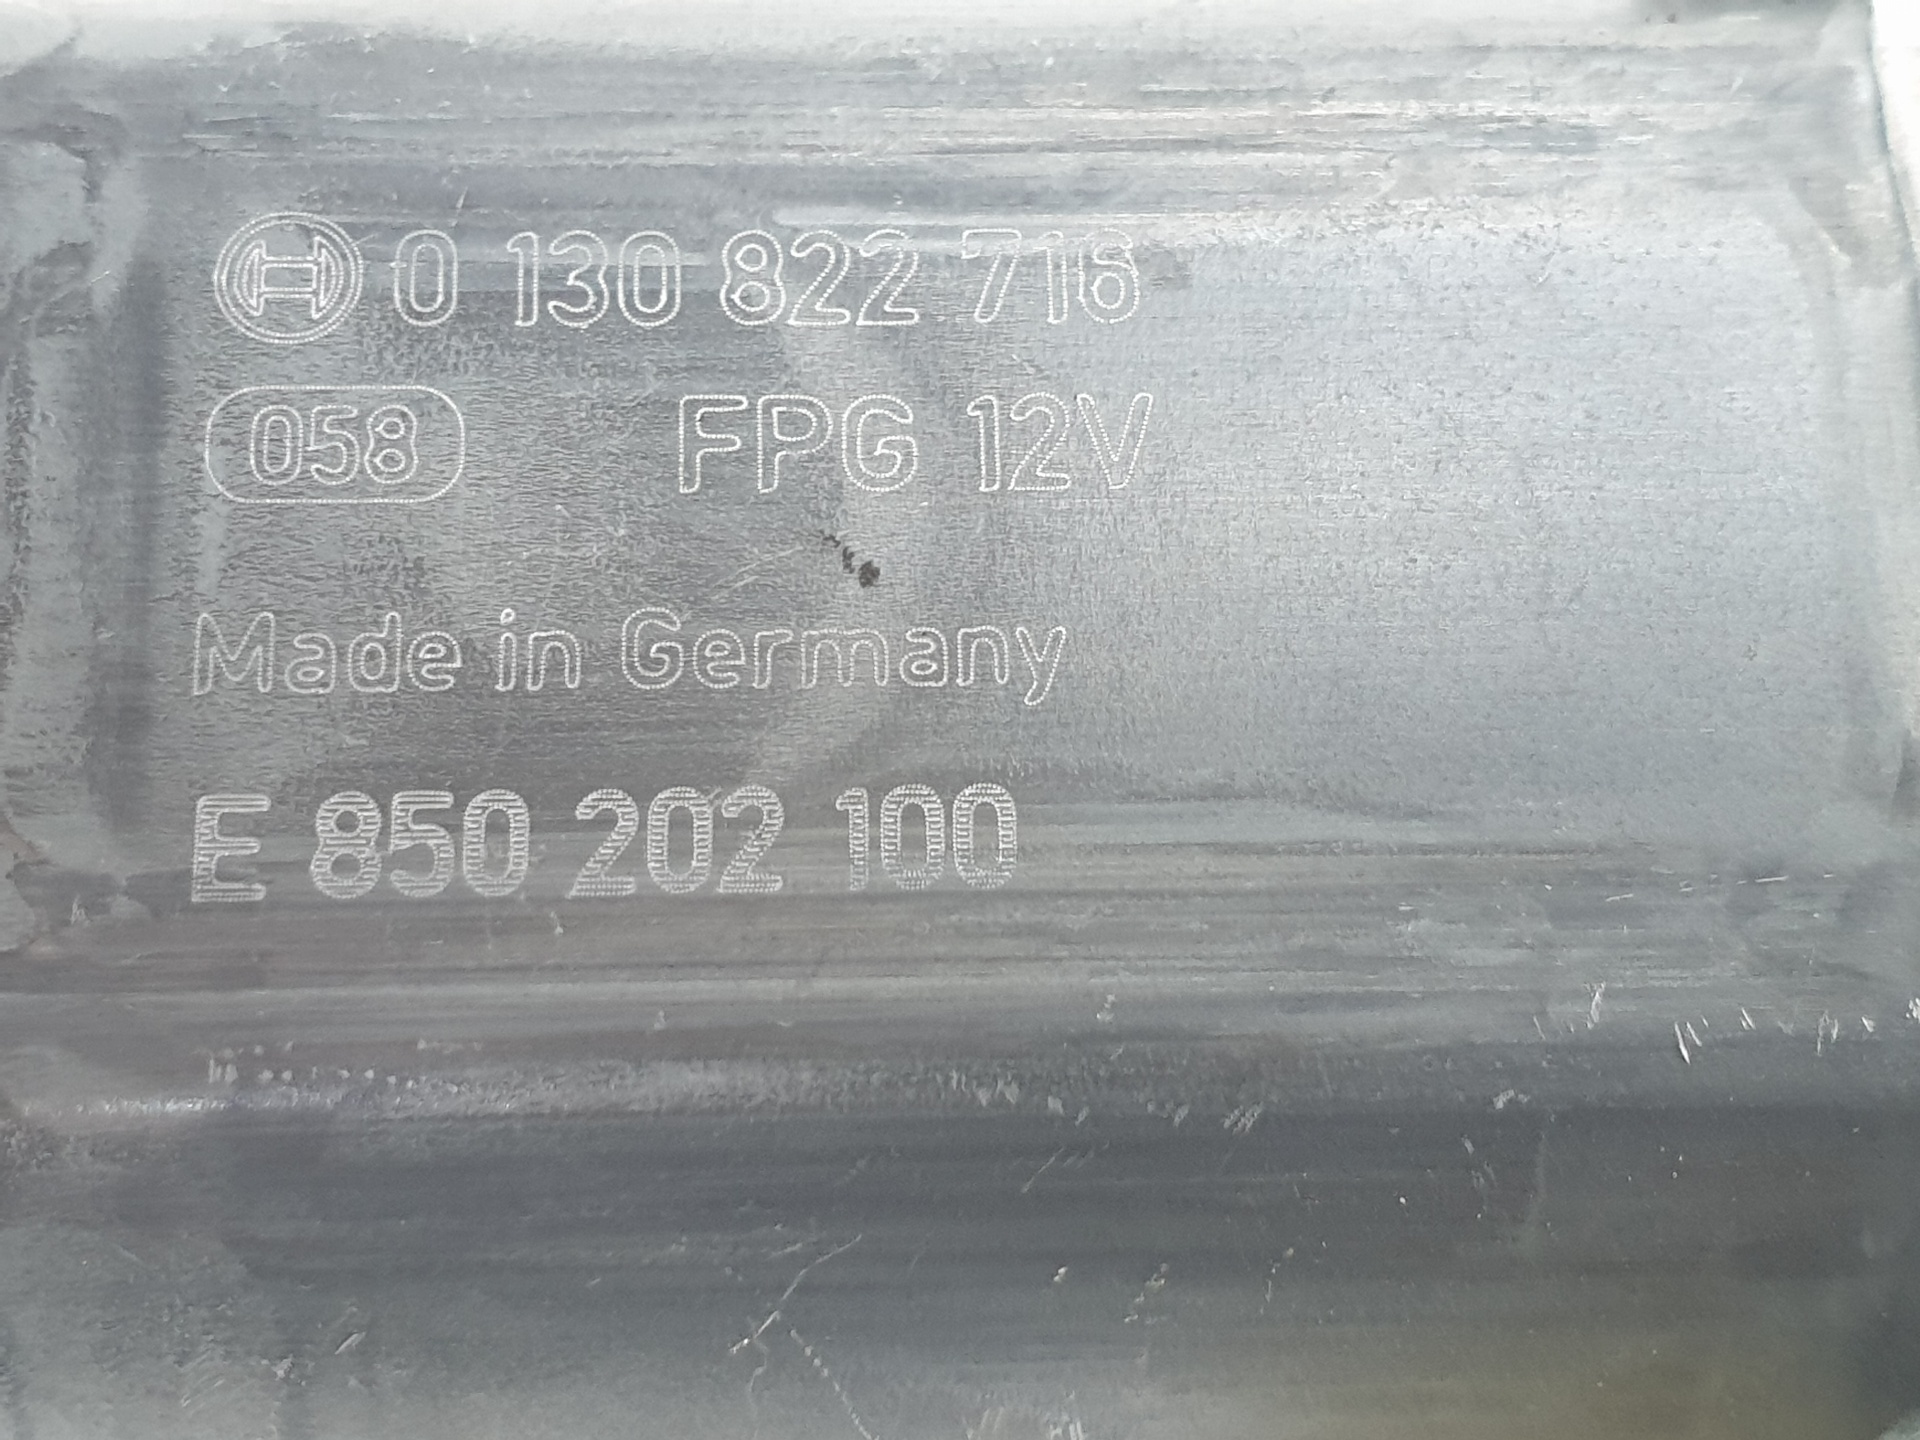 0 130 822 716
058 FPG 12V
Made in Germany
E 850 202 100